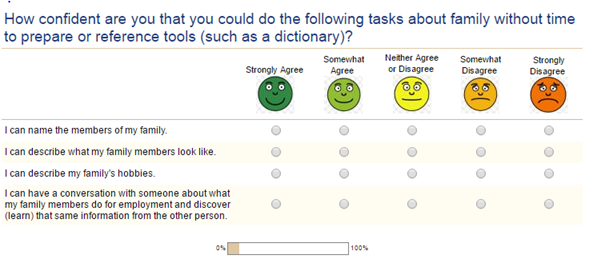 How confident are you that you could do the following tasks about family without time
to prepare or reference tools (such as a dictionary)?
Strongly Agree
Somewhat
Agree
Neither Agree
or Disagree
Somewhat
Disagree
Strongly
Disagree
I can name the members of my family.
I can describe what my family members look like.
I can describe my family's hobbies.
I can have a conversation with someone about what
my family members do for employment and discover
(learn) that same information from the other person.
0% 100%